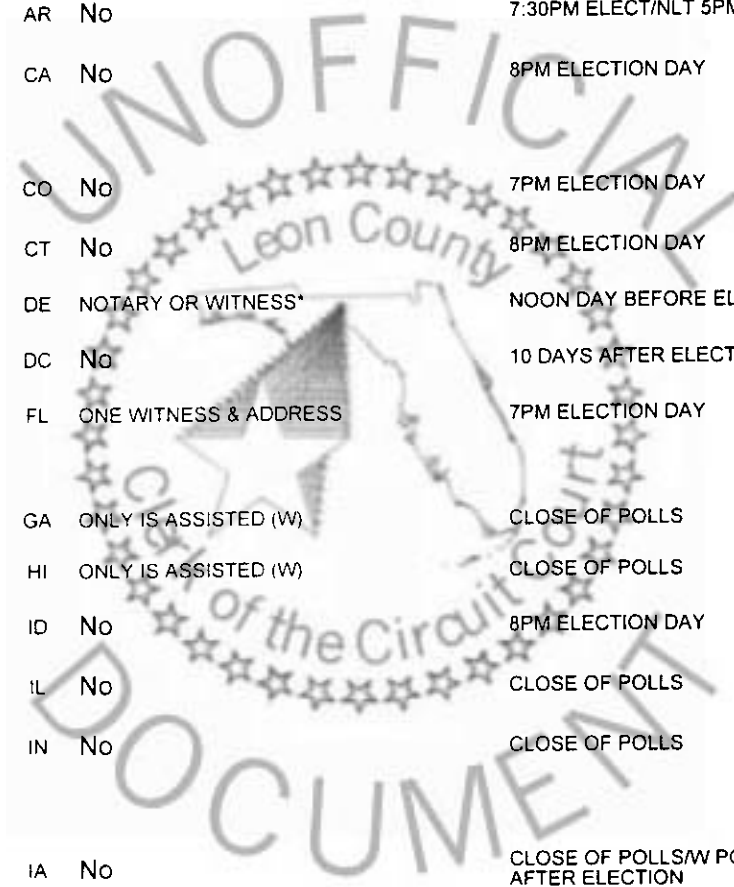 AR No 7:30PM ELECT/NLT 5PM
CA No 8PM ELECTION DAY
CO No 7PM ELECTION DAY
CT No 8PM ELECTION DAY
DE NOTARY OR WITNESS* NOON DAY BEFORE EL
DC No 10 DAYS AFTER ELECT
FL ONE WITNESS & ADDRESS 7PM ELECTION DAY
GA ONLY IS ASSISTED (W) CLOSE OF POLLS
HI ONLY IS ASSISTED (W) CLOSE OF POLLS
ID No 8PM ELECTION DAY
IL No CLOSE OF POLLS
IN No CLOSE OF POLLS
IA No CLOSE OF POLLS/W PO
AFTER ELECTION
UNOFFICIAL
Leon County
Clerk of the Circuit Court
DOCUMENT